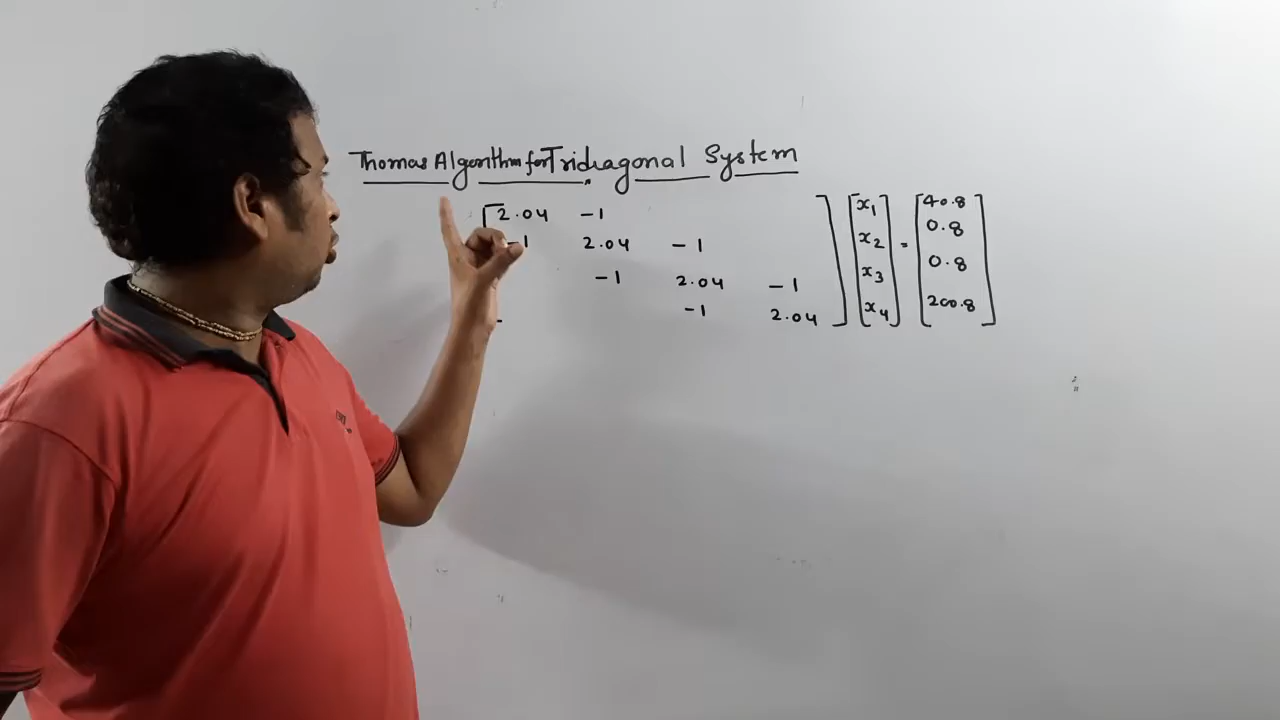 Thomas Algorithm for Tridiagonal System
2.04 -1 x1 40.8
-1 2.04 -1 x2 = 0.8
-1 2.04 -1 x3 0.8
-1 2.04 x4 200.8